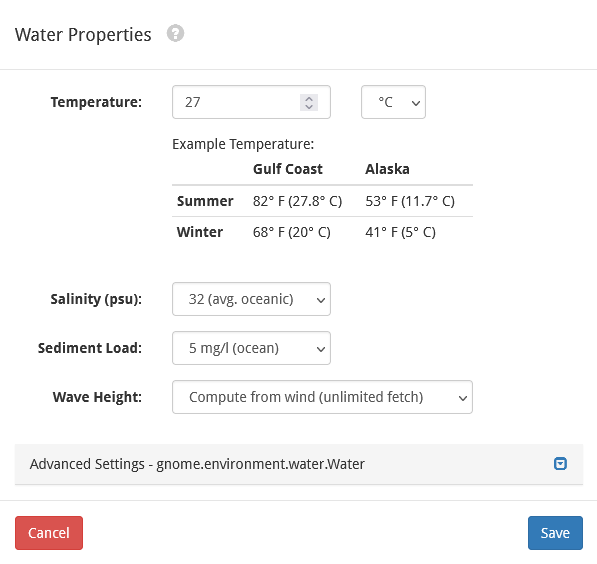 Water Properties ?
Temperature: 27 °C
Example Temperature:
Gulf Coast Alaska
Summer 82° F (27.8° C) 53° F (11.7° C)
Winter 68° F (20° C) 41° F (5° C)
Salinity (psu): 32 (avg. oceanic)
Sediment Load: 5 mg/l (ocean)
Wave Height: Compute from wind (unlimited fetch)
Advanced Settings - gnome.environment.water.Water
Cancel Save